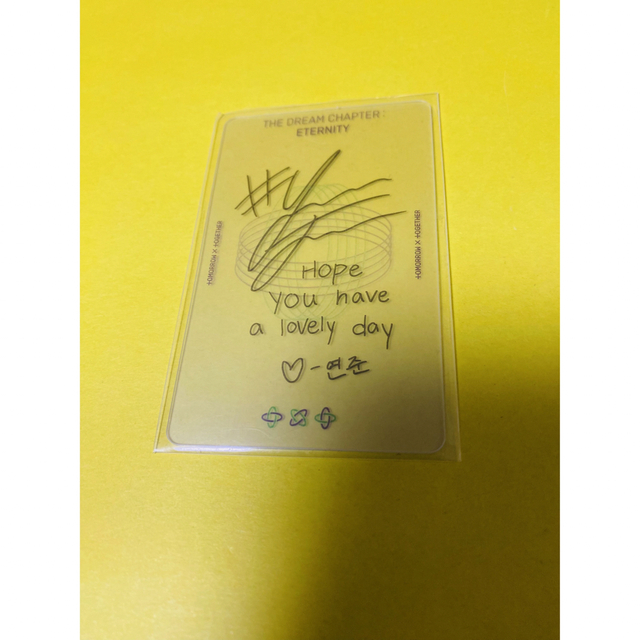 THE DREAM CHAPTER :
ETERNITY
TOMORROW X TOGETHER
TOMORROW X TOGETHER
Hope
you have
a lovely day
♡-연준